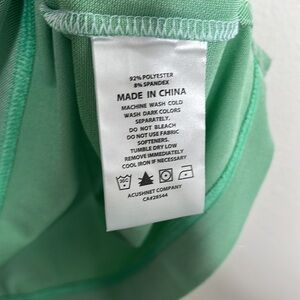 92% POLYESTER
8% SPANDEX
MADE IN CHINA
MACHINE WASH COLD
WASH DARK COLORS
SEPARATELY.
DO NOT BLEACH
DO NOT USE FABRIC
SOFTENERS.
TUMBLE DRY LOW
REMOVE IMMEDIATELY
COOL IRON IF NECESSARY
ACUSHNET COMPANY
CA#28544